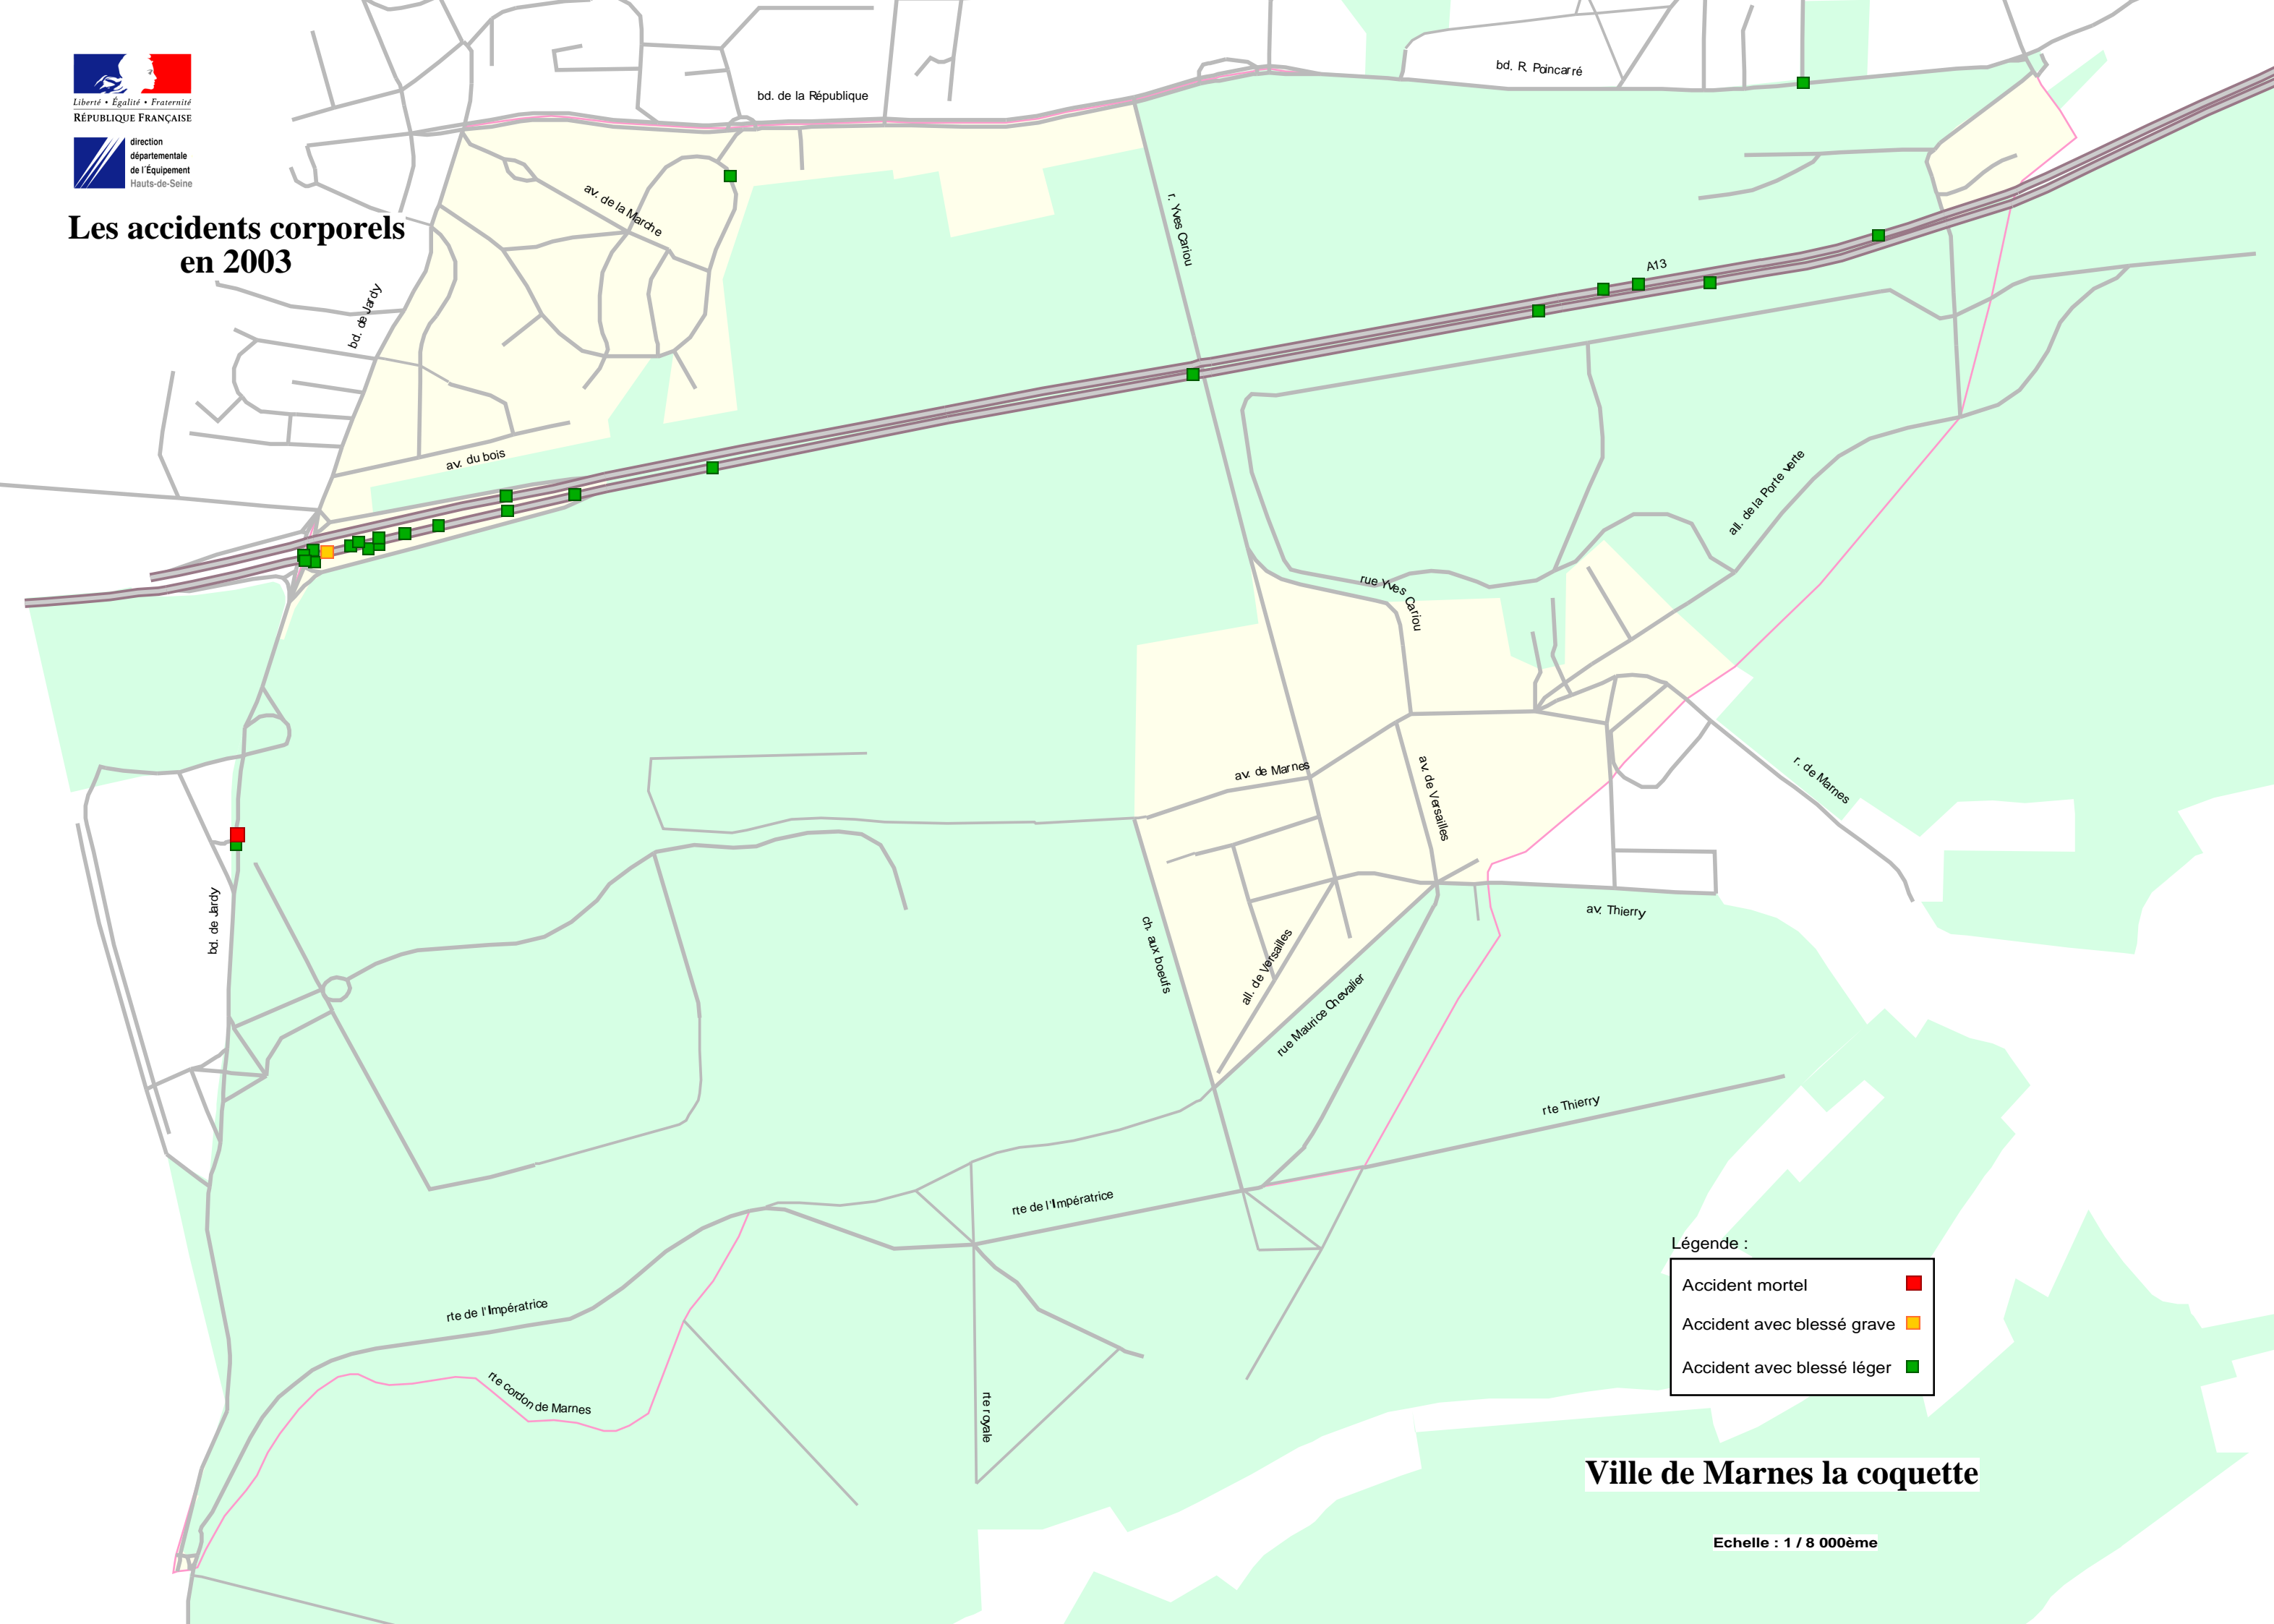 Liberté • Égalité • Fraternité
RÉPUBLIQUE FRANÇAISE
direction
départementale
de l'Équipement
Hauts-de-Seine
Les accidents corporels
en 2003
bd. de la République
bd. R. Poincarré
av. de la Marche
r. Yves Cariou
A13
bd. de Jardy
av. du bois
all. de la Porte verte
rue Yves Cariou
av. de Marnes
av. de Versailles
r. de Marnes
bd. de Jardy
av. Thierry
ch. aux boeufs
all. de Versailles
rue Maurice Chevalier
rte Thierry
rte de l'Impératrice
rte de l'Impératrice
rte cordon de Marnes
rte royale
Légende :
Accident mortel
Accident avec blessé grave
Accident avec blessé léger
Ville de Marnes la coquette
Echelle : 1 / 8 000ème